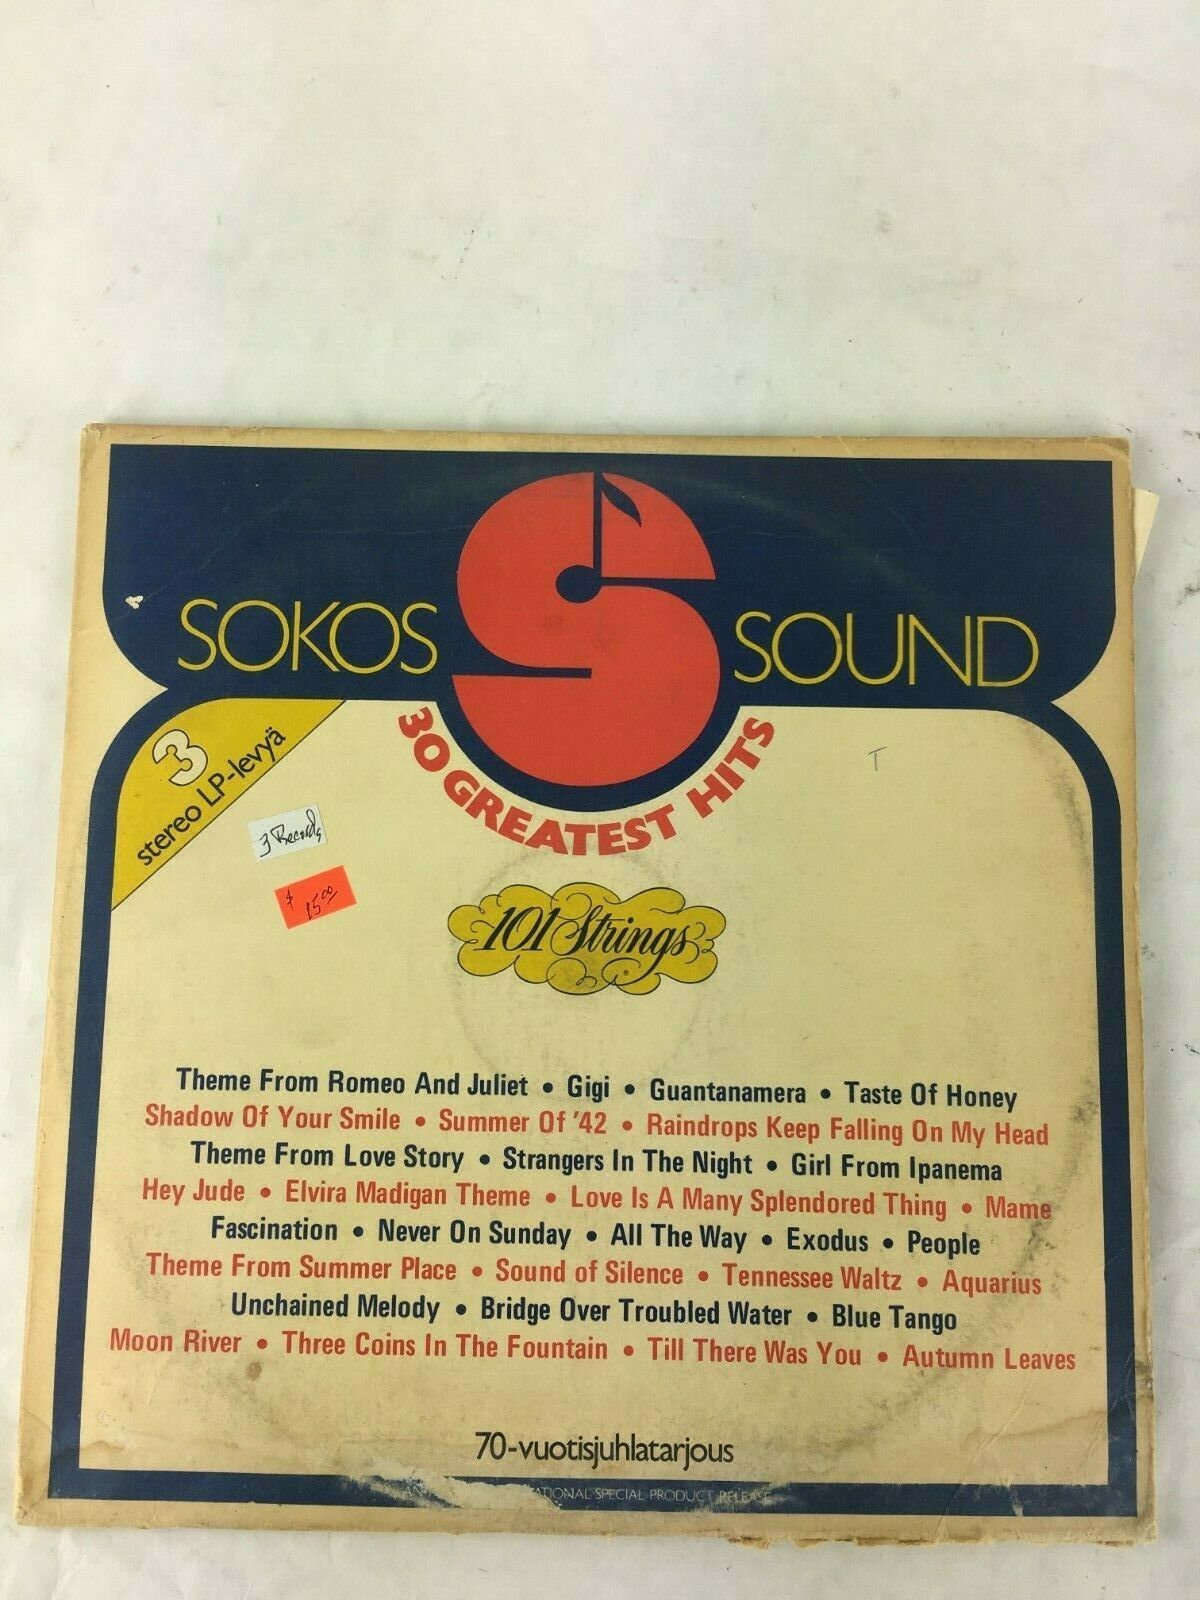 SOKOS SOUND
30 GREATEST HITS
3
stereo LP-levyä
3 Records
$ 15.00
T
101 Strings
Theme From Romeo And Juliet • Gigi • Guantanamera • Taste Of Honey
Shadow Of Your Smile • Summer Of '42 • Raindrops Keep Falling On My Head
Theme From Love Story • Strangers In The Night • Girl From Ipanema
Hey Jude • Elvira Madigan Theme • Love Is A Many Splendored Thing • Mame
Fascination • Never On Sunday • All The Way • Exodus • People
Theme From Summer Place • Sound of Silence • Tennessee Waltz • Aquarius
Unchained Melody • Bridge Over Troubled Water • Blue Tango
Moon River • Three Coins In The Fountain • Till There Was You • Autumn Leaves
70-vuotisjuhlatarjous
AN SPECIAL PRODUCT RELEASE